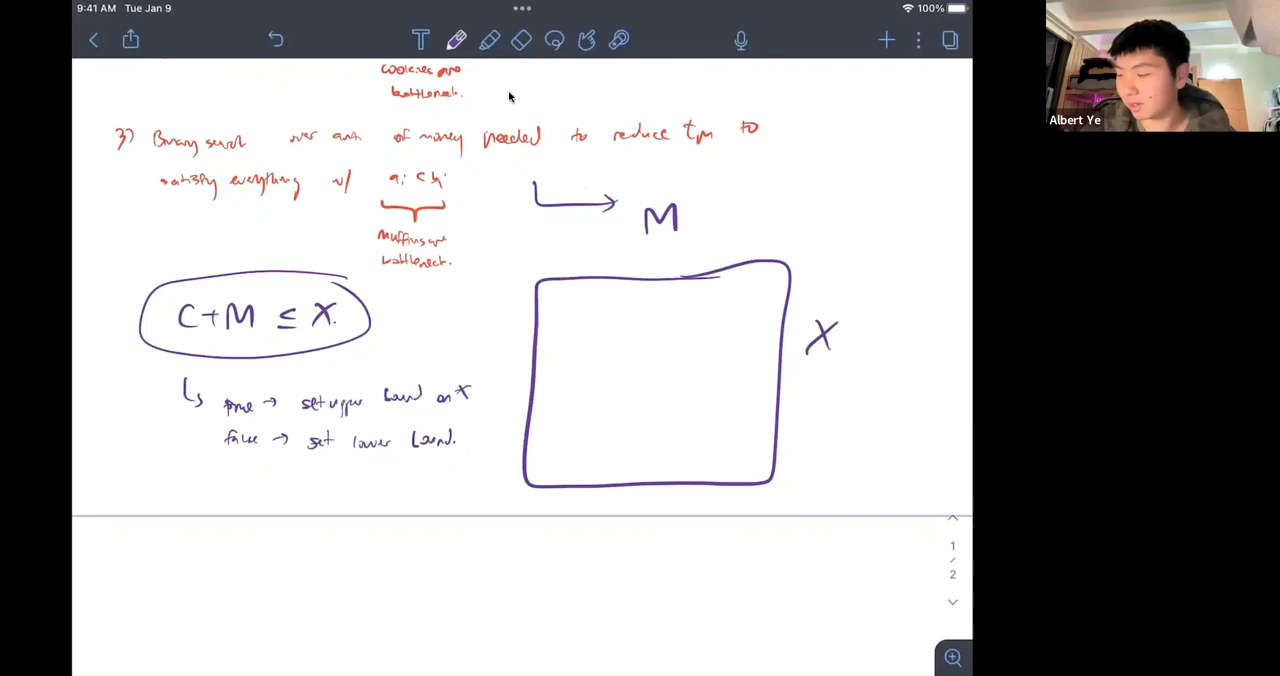 9:41 AM Tue Jan 9
100%
cookies are
bottleneck.
3) Binary search over amt of money needed to reduce tm to
satisfy everything w/ ai < bi
M
muffins are
bottleneck.
C+M ≤ X.
X
true → set upper bound on X
false → set lower bound.
1
/
2
Albert Ye